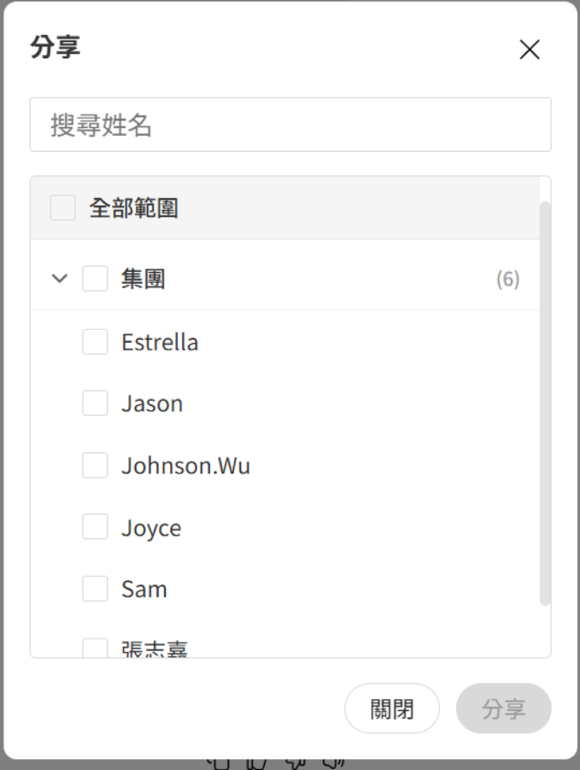 分享
搜尋姓名
全部範圍
集團 (6)
Estrella
Jason
Johnson.Wu
Joyce
Sam
張志嘉
關閉 分享